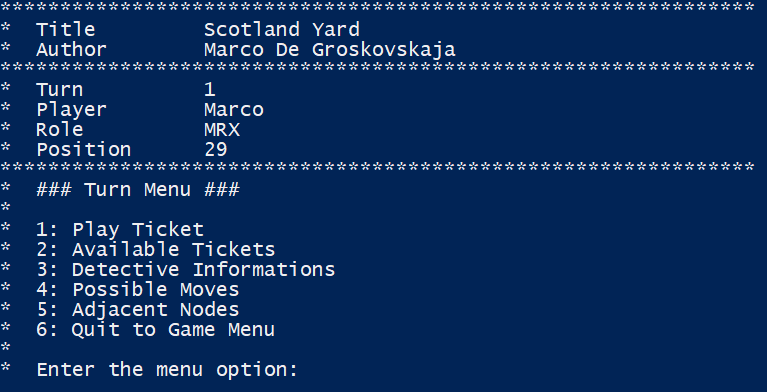 ***************************************************************
*  Title         Scotland Yard
*  Author        Marco De Groskovskaja
***************************************************************
*  Turn          1
*  Player        Marco
*  Role          MRX
*  Position      29
***************************************************************
*  ### Turn Menu ###
*
*  1: Play Ticket
*  2: Available Tickets
*  3: Detective Informations
*  4: Possible Moves
*  5: Adjacent Nodes
*  6: Quit to Game Menu
*
*  Enter the menu option: